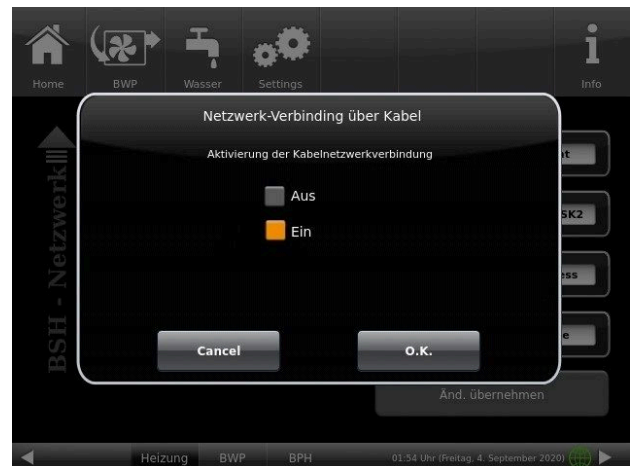 Home
BWP
Wasser
Settings
Info
Netzwerk-Verbinding über Kabel
Aktivierung der Kabelnetzwerkverbindung
Aus
Ein
Cancel
O.K.
BSH - Netzwerk
Änd. übernehmen
Heizung
BWP
BPH
01:54 Uhr (Freitag, 4. September 2020)